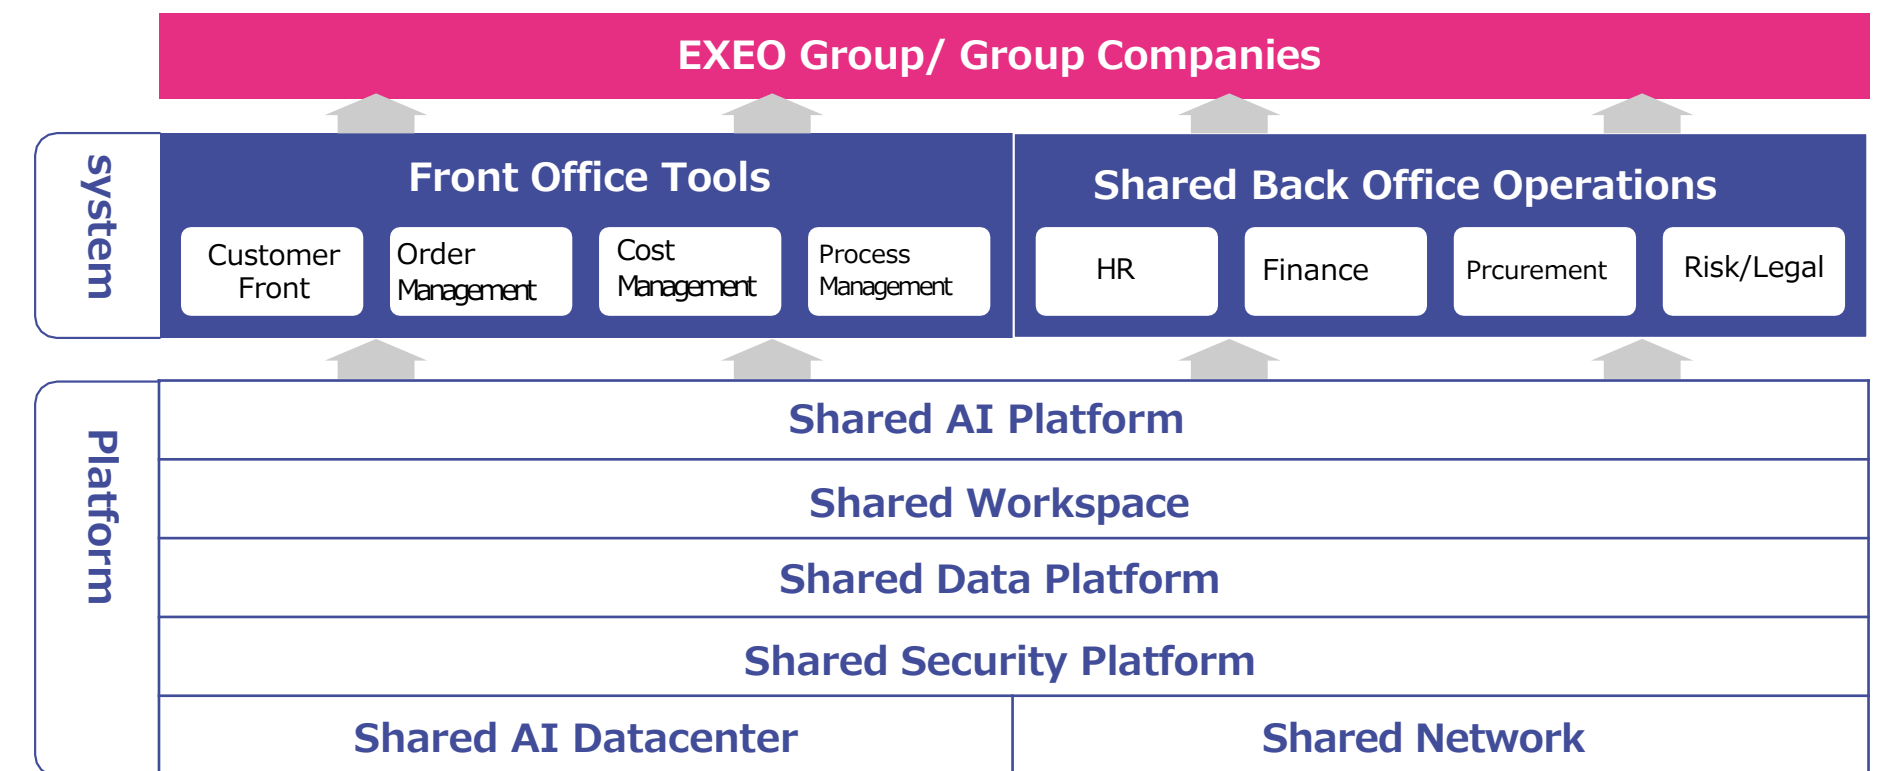 EXEO Group/ Group Companies
system
Front Office Tools
Customer
Front
Order
Management
Cost
Management
Process
Management
Shared Back Office Operations
HR
Finance
Prcurement
Risk/Legal
Platform
Shared AI Platform
Shared Workspace
Shared Data Platform
Shared Security Platform
Shared AI Datacenter
Shared Network